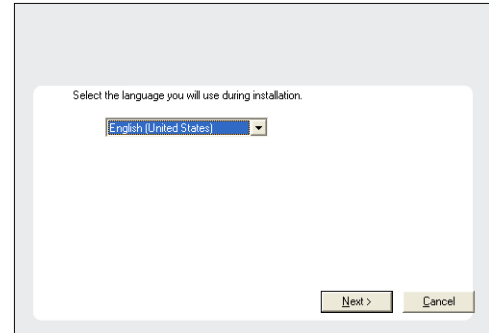 Select the language you will use during installation.
English (United States)
Next >
Cancel